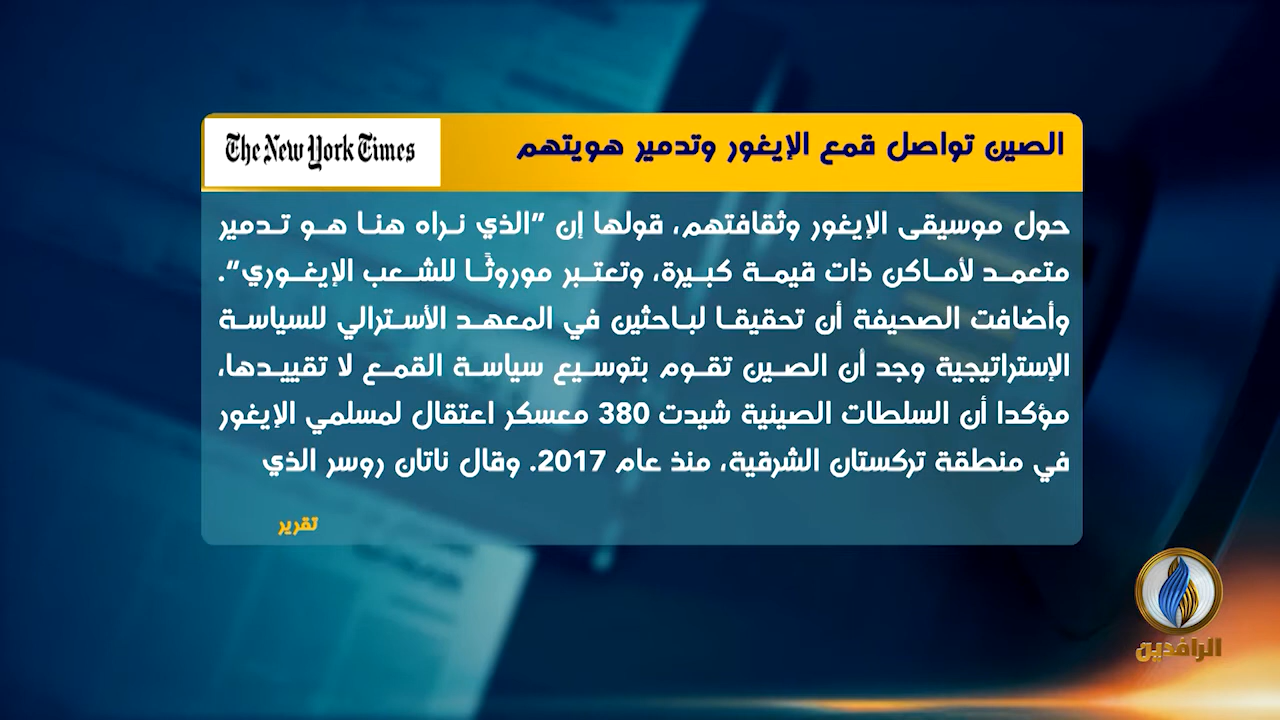 The New York Times
الصين تواصل قمع الإيغور وتدمير هويتهم
حول موسيقى الإيغور وثقافتهم، قولها إن "الذي نراه هنا هو تدمير
متعمد لأماكن ذات قيمة كبيرة، وتعتبر موروثًا للشعب الإيغوري".
وأضافت الصحيفة أن تحقيقا لباحثين في المعهد الأسترالي للسياسة
الإستراتيجية وجد أن الصين تقوم بتوسيع سياسة القمع لا تقييدها،
مؤكدا أن السلطات الصينية شيدت 380 معسكر اعتقال لمسلمي الإيغور
في منطقة تركستان الشرقية، منذ عام 2017. وقال ناتان روسر الذي
تقرير
الرافدين